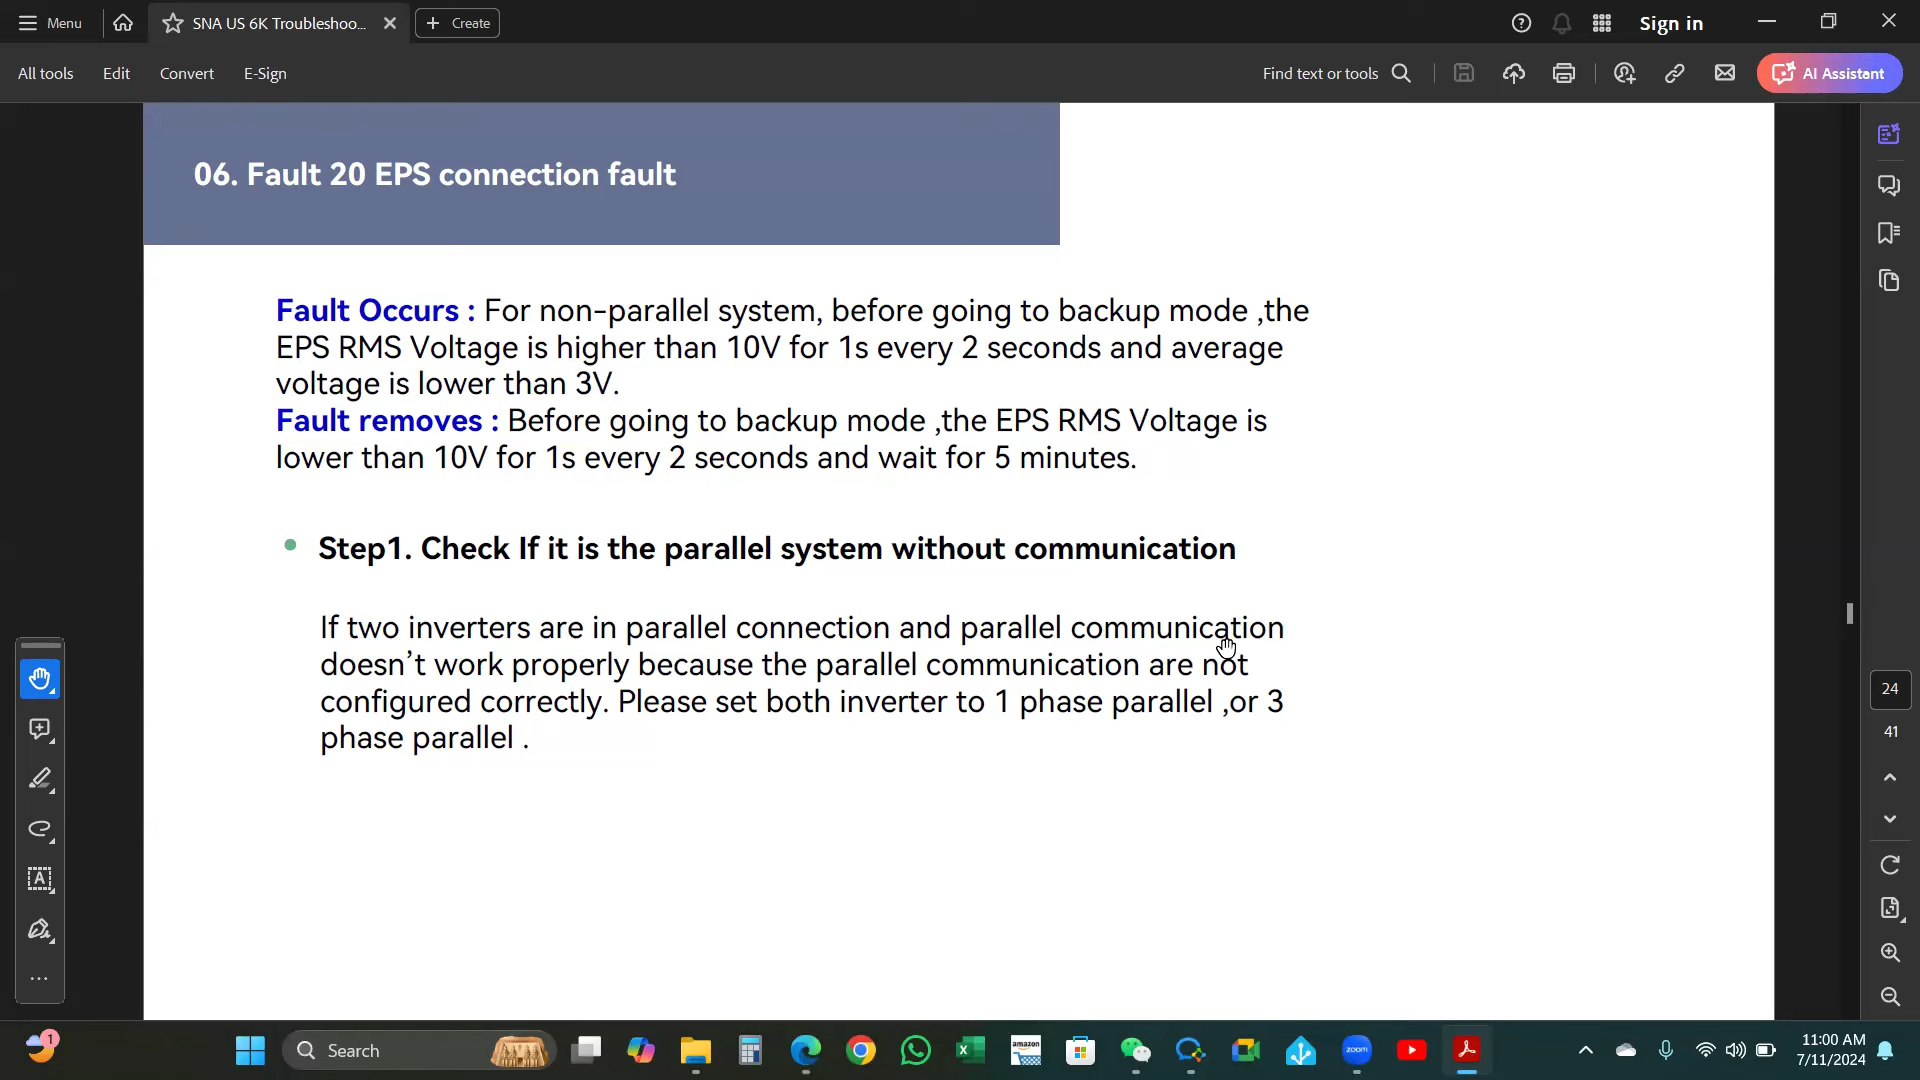 Menu
SNA US 6K Troubleshoo...
Create
Sign in
All tools
Edit
Convert
E-Sign
Find text or tools
AI Assistant
06. Fault 20 EPS connection fault
Fault Occurs : For non-parallel system, before going to backup mode ,the
EPS RMS Voltage is higher than 10V for 1s every 2 seconds and average
voltage is lower than 3V.
Fault removes : Before going to backup mode ,the EPS RMS Voltage is
lower than 10V for 1s every 2 seconds and wait for 5 minutes.
• Step1. Check If it is the parallel system without communication
If two inverters are in parallel connection and parallel communication
doesn’t work properly because the parallel communication are not
configured correctly. Please set both inverter to 1 phase parallel ,or 3
phase parallel .
24
41
1
Search
amazon
zoom
11:00 AM
7/11/2024